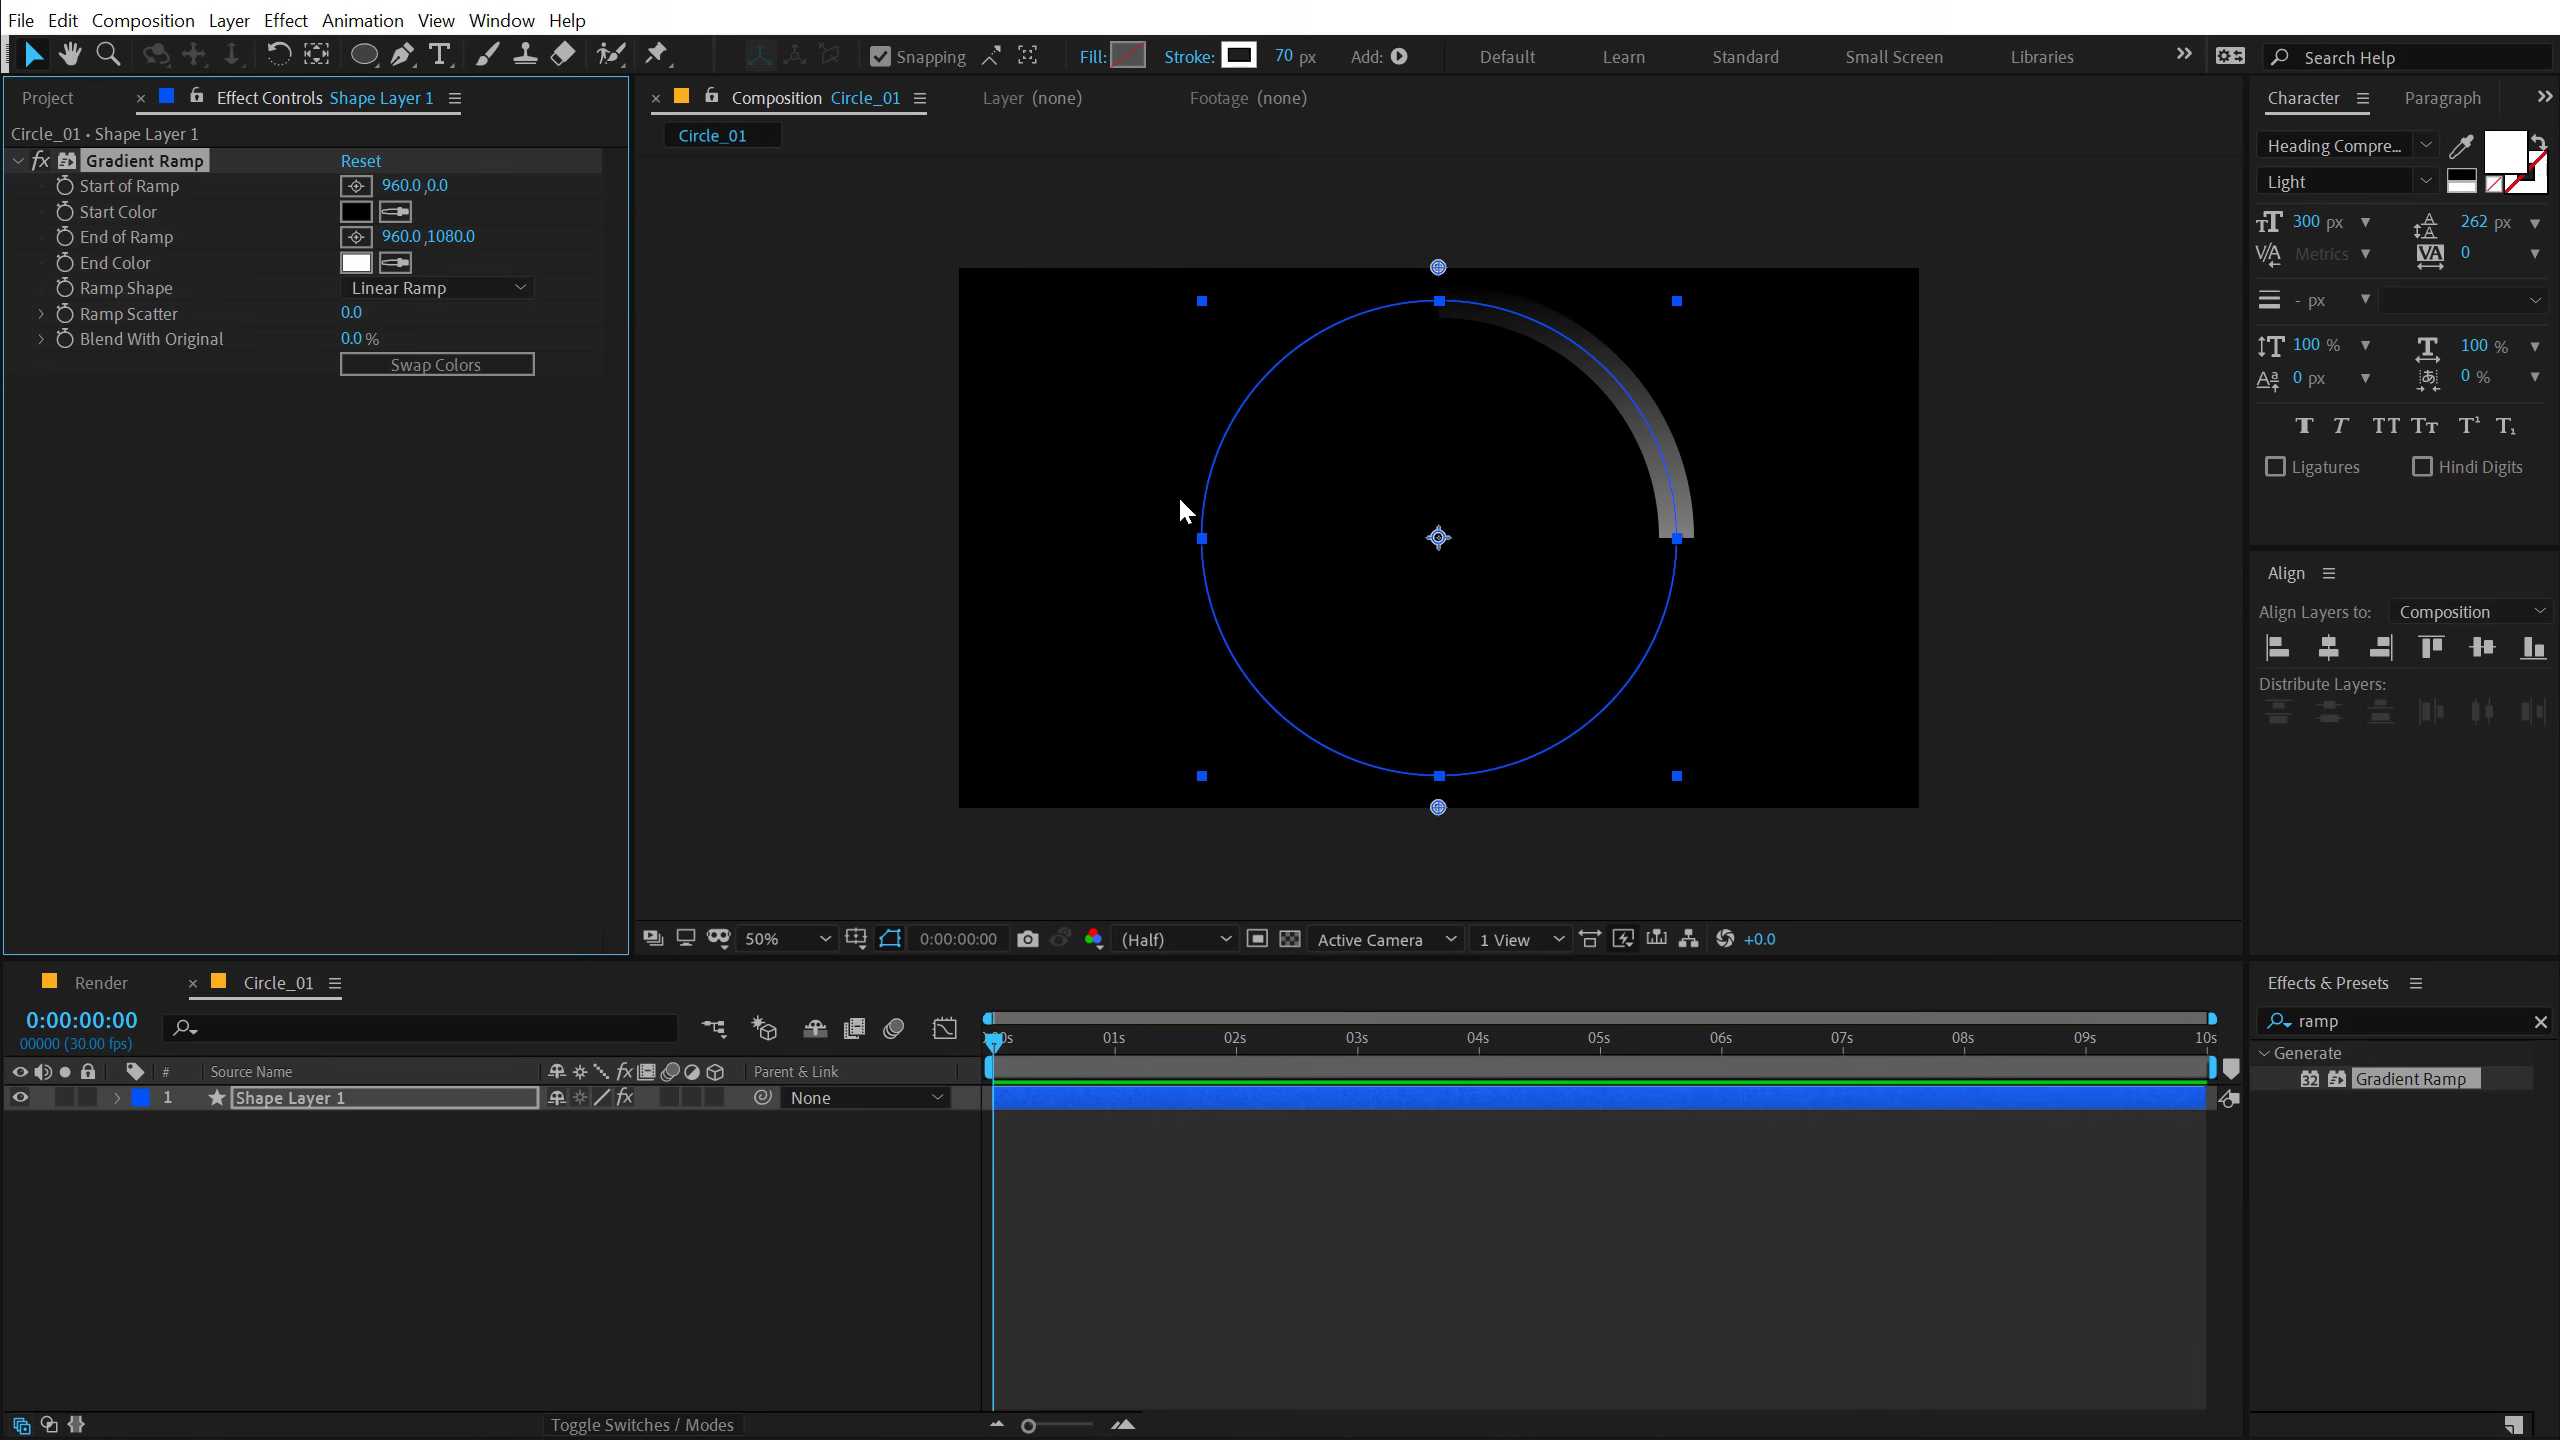 File Edit Composition Layer Effect Animation View Window Help
Snapping Fill: Stroke: 70 px Add: Default Learn Standard Small Screen Libraries Search Help
Project × Effect Controls Shape Layer 1
× Composition Circle_01 Layer (none) Footage (none)
Character Paragraph
Circle_01 • Shape Layer 1
Circle_01
fx Gradient Ramp Reset
Start of Ramp 960.0,0.0
Start Color
End of Ramp 960.0,1080.0
End Color
Ramp Shape Linear Ramp
Ramp Scatter 0.0
Blend With Original 0.0 %
Swap Colors
Heading Compre...
Light
300 px 262 px
Metrics 0
- px
100 % 100 %
0 px 0 %
Ligatures Hindi Digits
Align
Align Layers to: Composition
Distribute Layers:
50% 0:00:00:00 (Half) Active Camera 1 View +0.0
Render × Circle_01
0:00:00:00
00000 (30.00 fps)
01s 02s 03s 04s 05s 06s 07s 08s 09s 10s
# Source Name fx Parent & Link
1 Shape Layer 1 fx None
Toggle Switches / Modes
Effects & Presets
ramp
Generate
32 Gradient Ramp